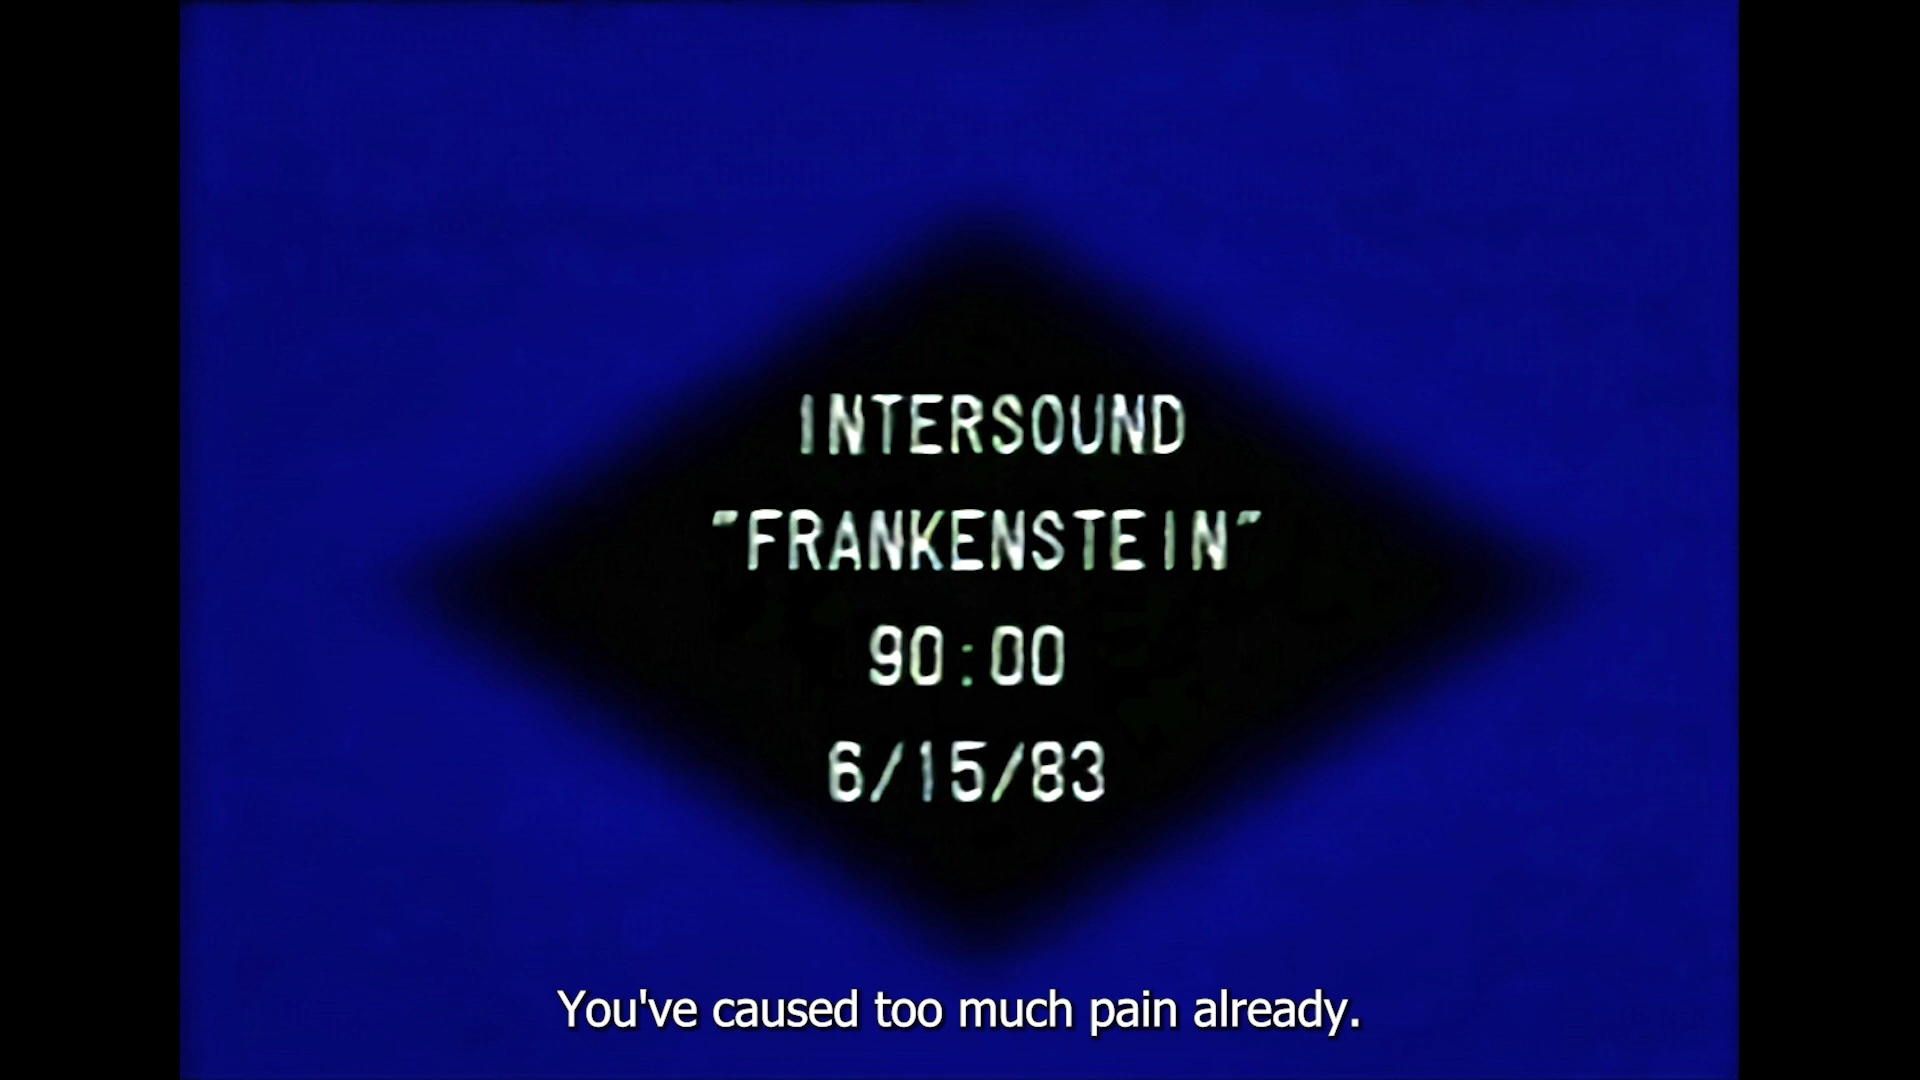 INTERSOUND
"FRANKENSTEIN"
90:00
6/15/83
You've caused too much pain already.